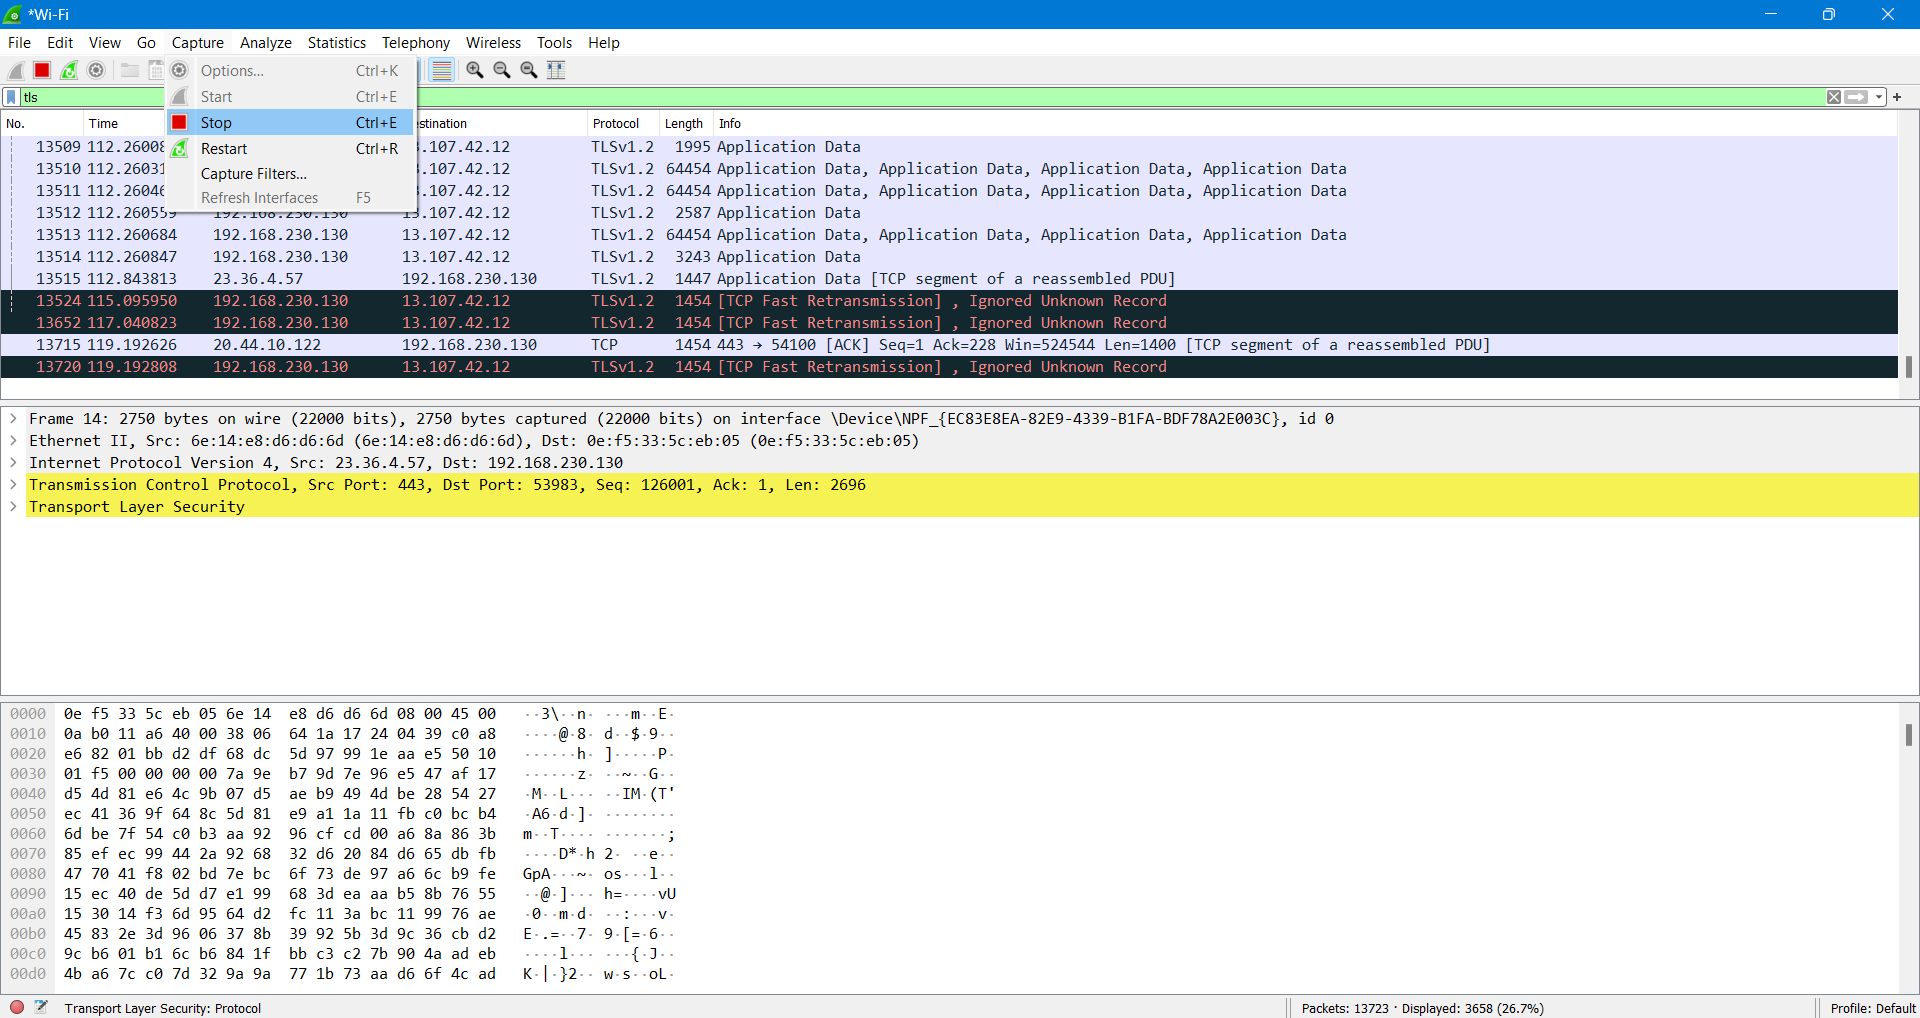 *Wi-Fi
File Edit View Go Capture Analyze Statistics Telephony Wireless Tools Help
Options... Ctrl+K
Start Ctrl+E
Stop Ctrl+E
Restart Ctrl+R
Capture Filters...
Refresh Interfaces F5
tls
No. Time stination Protocol Length Info
13509 112.26008 .107.42.12 TLSv1.2 1995 Application Data
13510 112.26031 .107.42.12 TLSv1.2 64454 Application Data, Application Data, Application Data, Application Data
13511 112.26046 .107.42.12 TLSv1.2 64454 Application Data, Application Data, Application Data, Application Data
13512 112.260559 192.168.230.130 13.107.42.12 TLSv1.2 2587 Application Data
13513 112.260684 192.168.230.130 13.107.42.12 TLSv1.2 64454 Application Data, Application Data, Application Data, Application Data
13514 112.260847 192.168.230.130 13.107.42.12 TLSv1.2 3243 Application Data
13515 112.843813 23.36.4.57 192.168.230.130 TLSv1.2 1447 Application Data [TCP segment of a reassembled PDU]
13524 115.095950 192.168.230.130 13.107.42.12 TLSv1.2 1454 [TCP Fast Retransmission] , Ignored Unknown Record
13652 117.040823 192.168.230.130 13.107.42.12 TLSv1.2 1454 [TCP Fast Retransmission] , Ignored Unknown Record
13715 119.192626 20.44.10.122 192.168.230.130 TCP 1454 443 → 54100 [ACK] Seq=1 Ack=228 Win=524544 Len=1400 [TCP segment of a reassembled PDU]
13720 119.192808 192.168.230.130 13.107.42.12 TLSv1.2 1454 [TCP Fast Retransmission] , Ignored Unknown Record
Frame 14: 2750 bytes on wire (22000 bits), 2750 bytes captured (22000 bits) on interface \Device\NPF_{EC83E8EA-82E9-4339-B1FA-BDF78A2E003C}, id 0
Ethernet II, Src: 6e:14:e8:d6:d6:6d (6e:14:e8:d6:d6:6d), Dst: 0e:f5:33:5c:eb:05 (0e:f5:33:5c:eb:05)
Internet Protocol Version 4, Src: 23.36.4.57, Dst: 192.168.230.130
Transmission Control Protocol, Src Port: 443, Dst Port: 53983, Seq: 126001, Ack: 1, Len: 2696
Transport Layer Security
0000 0e f5 33 5c eb 05 6e 14 e8 d6 d6 6d 08 00 45 00 ··3\··n· ···m··E·
0010 0a b0 11 a6 40 00 38 06 64 1a 17 24 04 39 c0 a8 ····@·8· d··$·9··
0020 e6 82 01 bb d2 df 68 dc 5d 97 99 1e aa e5 50 10 ······h· ]·····P·
0030 01 f5 00 00 00 00 7a 9e b7 9d 7e 96 e5 47 af 17 ······z· ··~··G··
0040 d5 4d 81 e6 4c 9b 07 d5 ae b9 49 4d be 28 54 27 ·M··L··· ··IM·(T'
0050 ec 41 36 9f 64 8c 5d 81 e9 a1 1a 11 fb c0 bc b4 ·A6·d·]· ········
0060 6d be 7f 54 c0 b3 aa 92 96 cf cd 00 a6 8a 86 3b m··T···· ·······;
0070 85 ef ec 99 44 2a 92 68 32 d6 20 84 d6 65 db fb ····D*·h 2· ··e··
0080 47 70 41 f8 02 bd 7e bc 6f 73 de 97 a6 6c b9 fe GpA···~· os···l··
0090 15 ec 40 de 5d d7 e1 99 68 3d ea aa b5 8b 76 55 ··@·]··· h=····vU
00a0 15 30 14 f3 6d 95 64 d2 fc 11 3a bc 11 99 76 ae ·0··m·d· ··:···v·
00b0 45 83 2e 3d 96 06 37 8b 39 92 5b 3d 9c 36 cb d2 E·.=··7· 9·[=·6··
00c0 9c b6 01 b1 6c b6 84 1f bb c3 c2 7b 90 4a ad eb ····l··· ···{·J··
00d0 4b a6 7c c0 7d 32 9a 9a 77 1b 73 aa d6 6f 4c ad K·|·}2·· w·s··oL·
Transport Layer Security: Protocol Packets: 13723 · Displayed: 3658 (26.7%) Profile: Default